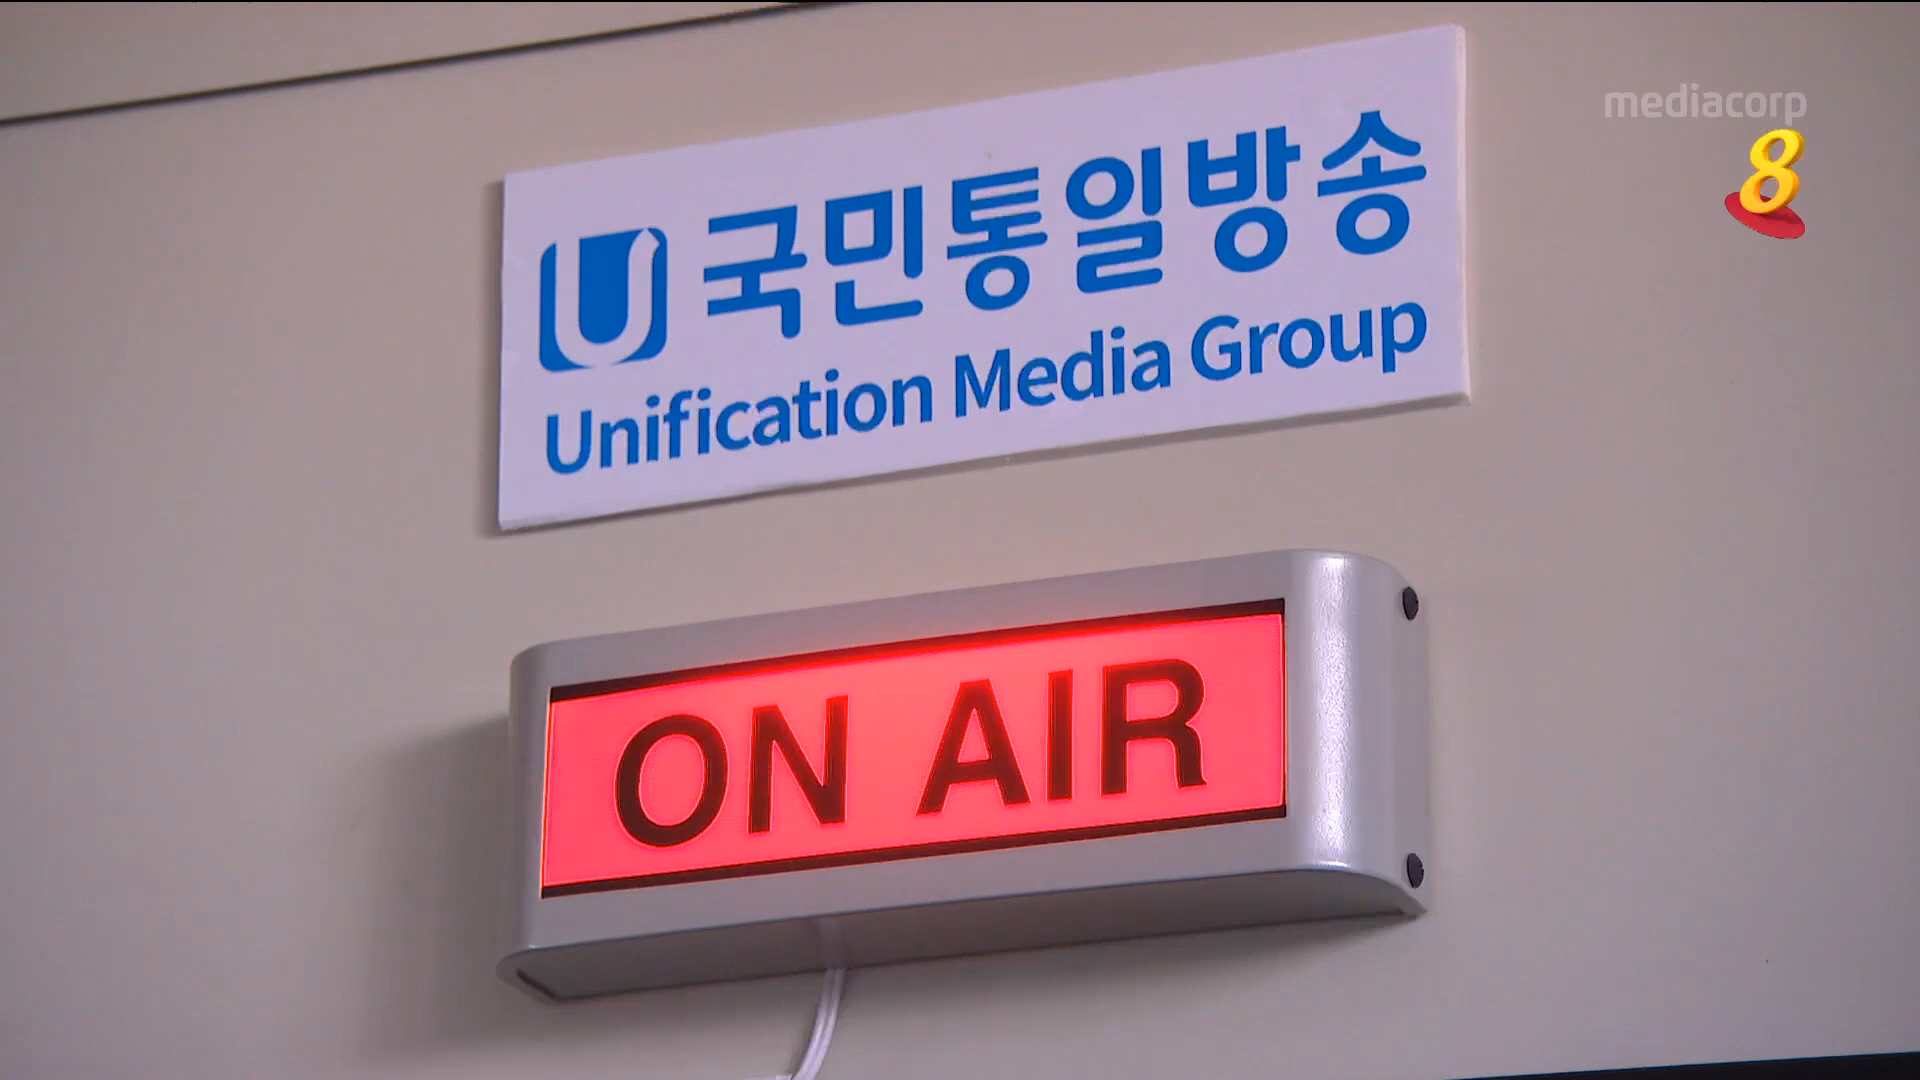 mediacorp
8
국민통일방송
Unification Media Group
ON AIR